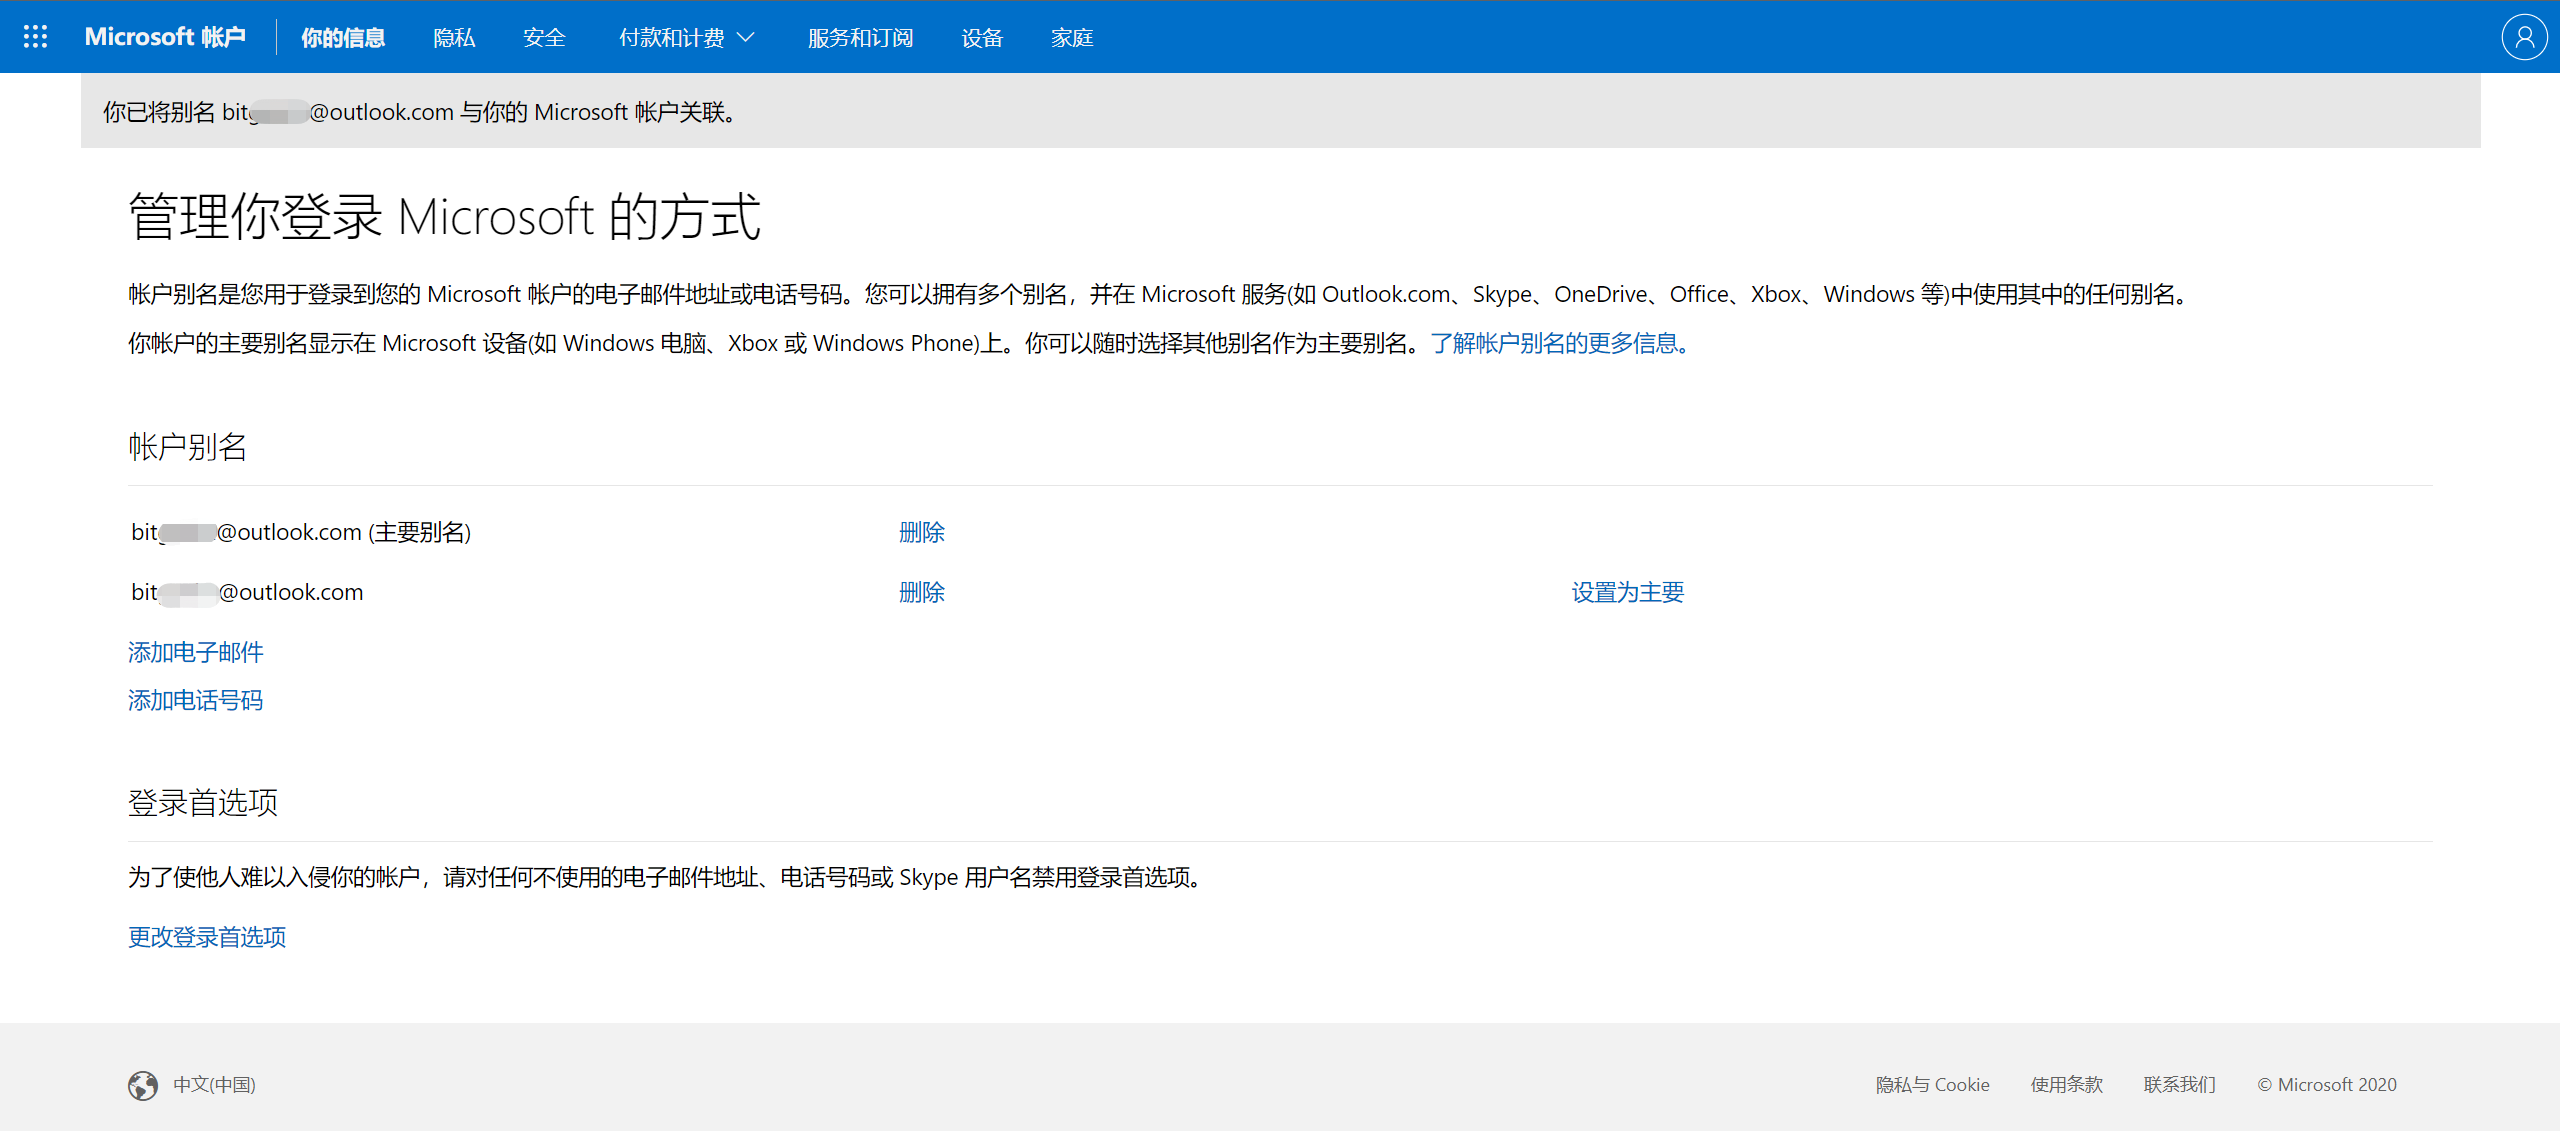 Microsoft 帐户 你的信息 隐私 安全 付款和计费 服务和订阅 设备 家庭
你已将别名 bit @outlook.com 与你的 Microsoft 帐户关联。
管理你登录 Microsoft 的方式
帐户别名是您用于登录到您的 Microsoft 帐户的电子邮件地址或电话号码。您可以拥有多个别名，并在 Microsoft 服务(如 Outlook.com、Skype、OneDrive、Office、Xbox、Windows 等)中使用其中的任何别名。
你帐户的主要别名显示在 Microsoft 设备(如 Windows 电脑、Xbox 或 Windows Phone)上。你可以随时选择其他别名作为主要别名。了解帐户别名的更多信息。
帐户别名
bit @outlook.com (主要别名) 删除
bit @outlook.com 删除 设置为主要
添加电子邮件
添加电话号码
登录首选项
为了使他人难以入侵你的帐户，请对任何不使用的电子邮件地址、电话号码或 Skype 用户名禁用登录首选项。
更改登录首选项
中文(中国) 隐私与 Cookie 使用条款 联系我们 © Microsoft 2020